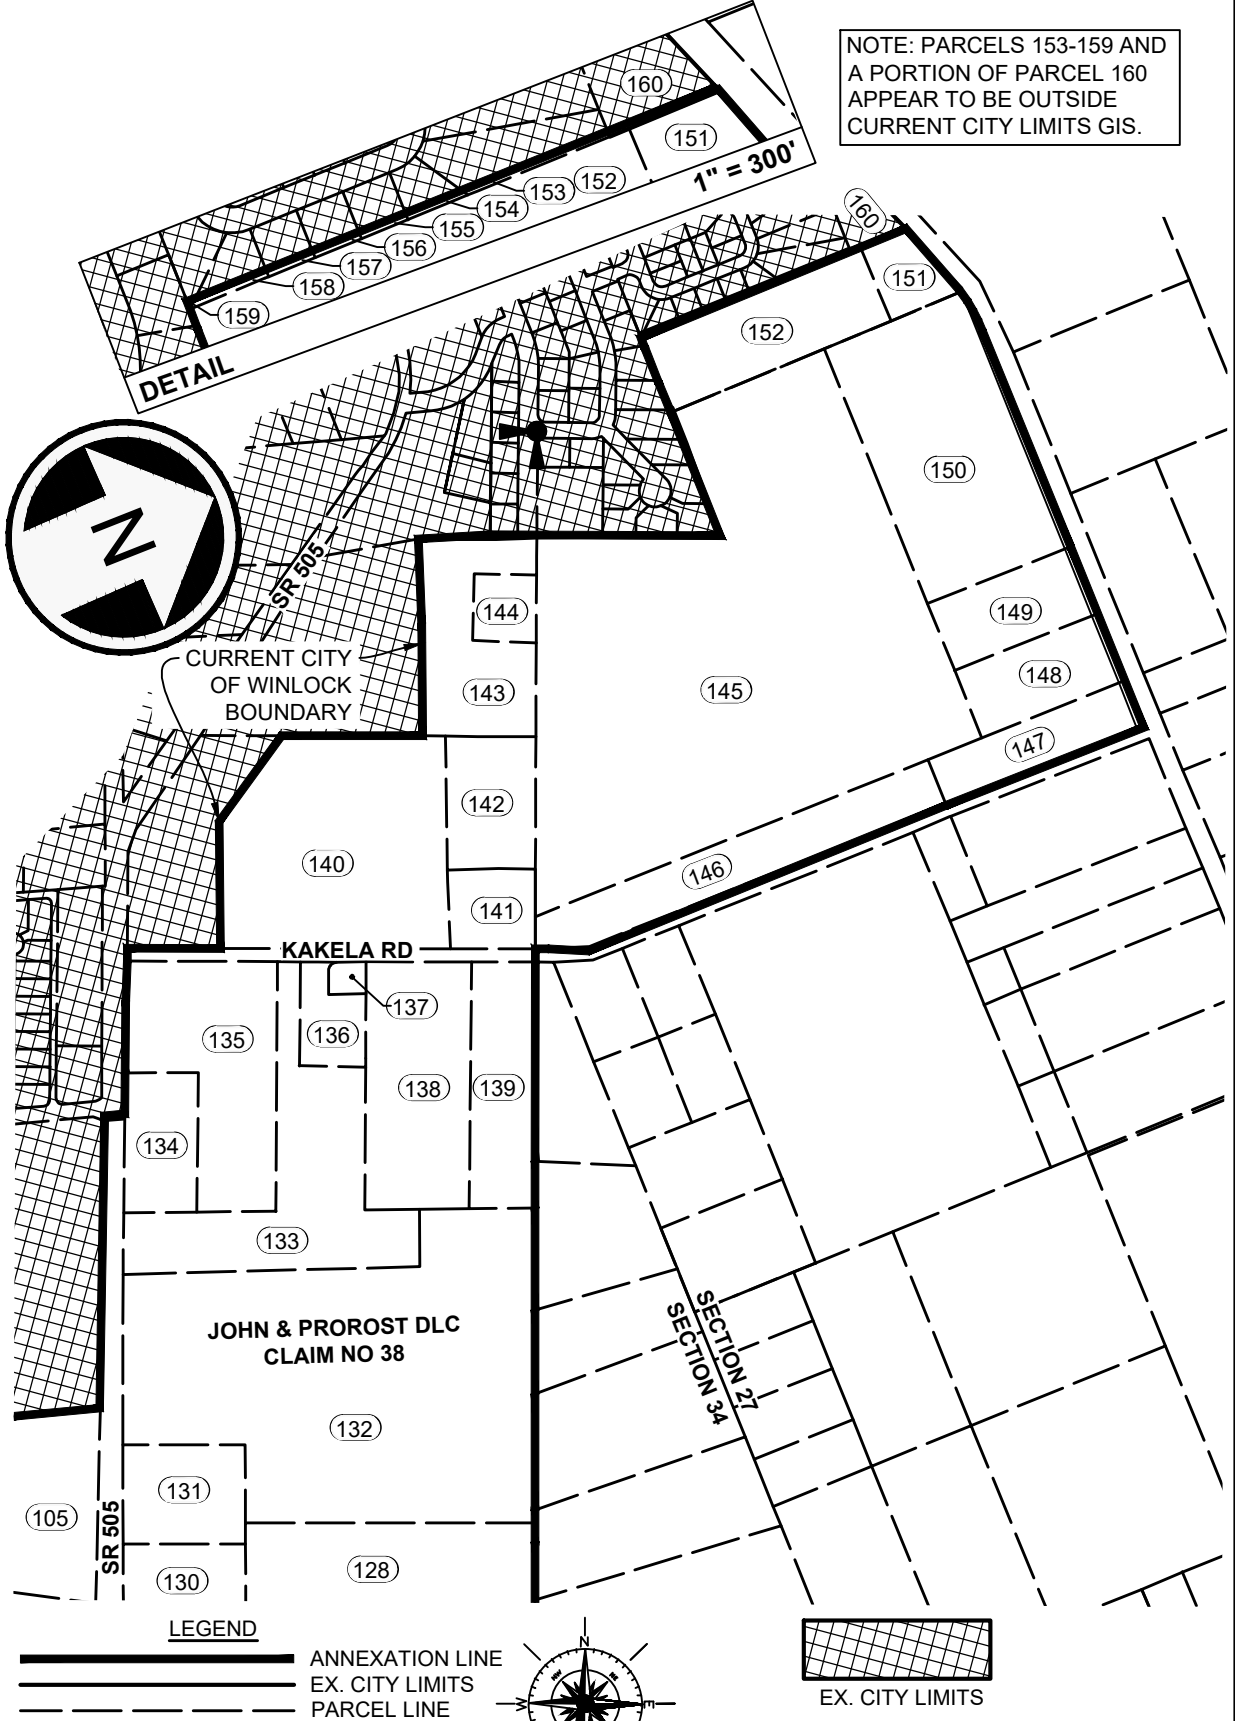 NOTE: PARCELS 153-159 AND
A PORTION OF PARCEL 160
APPEAR TO BE OUTSIDE
CURRENT CITY LIMITS GIS.
160
151
152
153
154
155
156
157
158
159
1" = 300'
DETAIL
160
151
152
150
149
148
147
146
145
144
143
142
141
140
N
SR 505
CURRENT CITY
OF WINLOCK
BOUNDARY
KAKELA RD
137
136
135
138
139
134
133
JOHN & PROROST DLC
CLAIM NO 38
SECTION 27
SECTION 34
132
131
105
SR 505
130
128
LEGEND
ANNEXATION LINE
EX. CITY LIMITS
PARCEL LINE
N
NW
NE
W
E
EX. CITY LIMITS